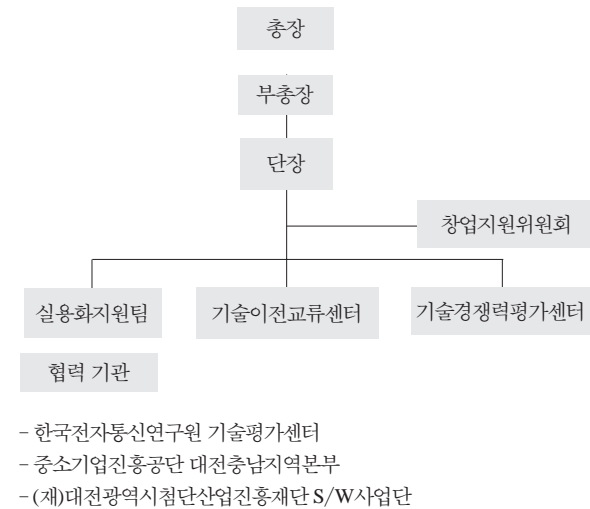 총장
부총장
단장
창업지원위원회
실용화지원팀
기술이전교류센터
기술경쟁력평가센터
협력 기관
- 한국전자통신연구원 기술평가센터
- 중소기업진흥공단 대전충남지역본부
- (재)대전광역시첨단산업진흥재단 S/W사업단